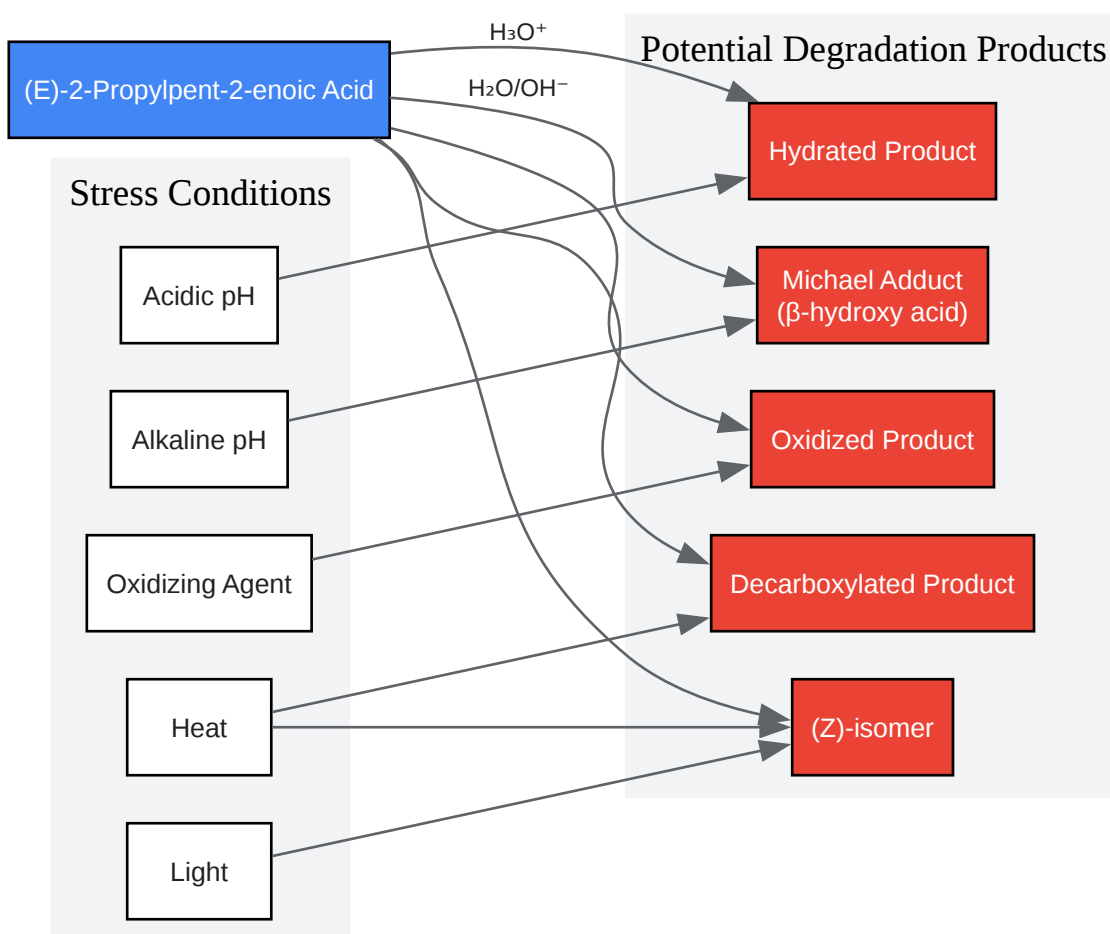 H₃O⁺
Potential Degradation Products
(E)-2-Propylpent-2-enoic Acid
H₂O/OH⁻
Hydrated Product
Stress Conditions
Acidic pH
Michael Adduct
(β-hydroxy acid)
Alkaline pH
Oxidized Product
Oxidizing Agent
Decarboxylated Product
Heat
(Z)-isomer
Light